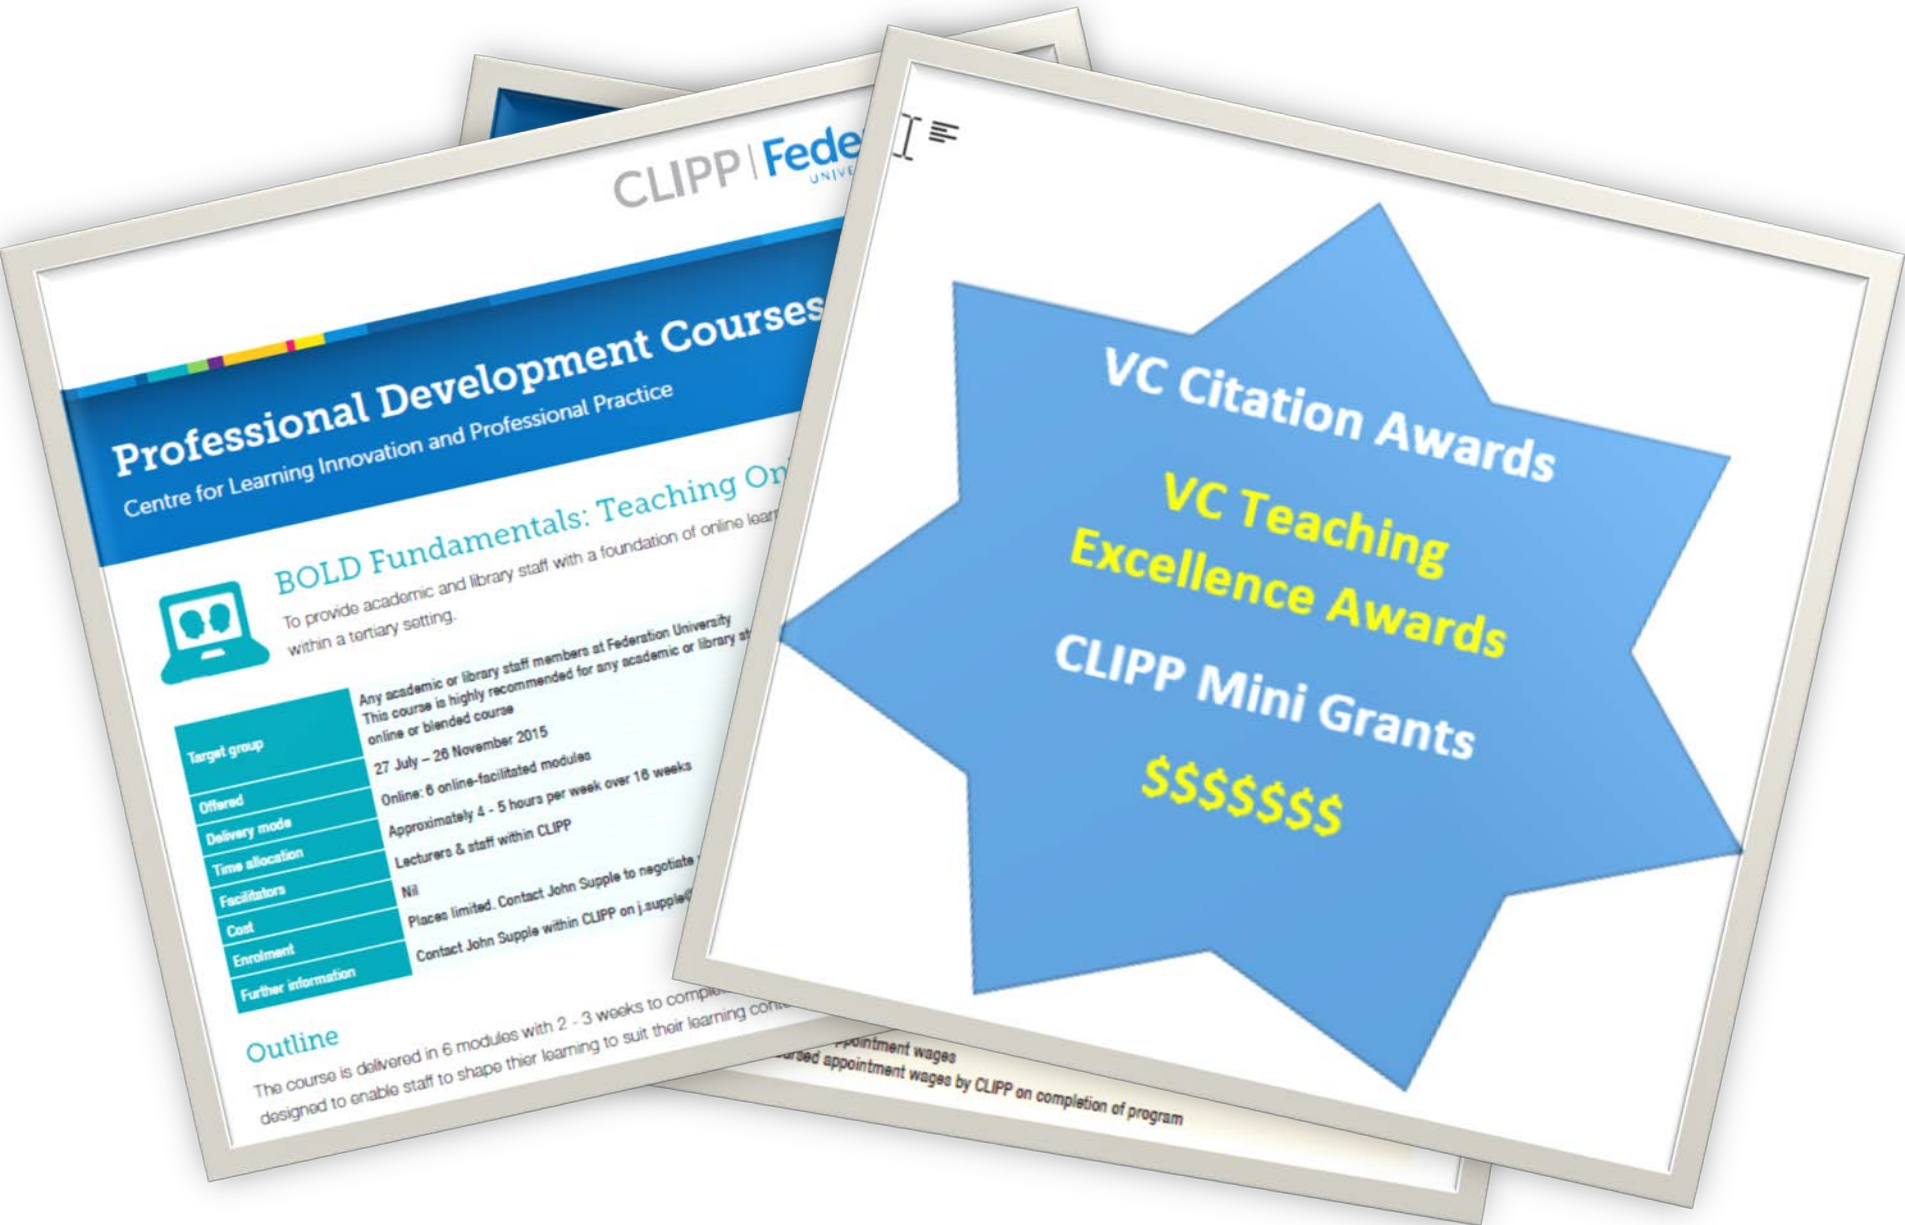 CLIPP | Fede
UNIVE
Professional Development Courses
Centre for Learning Innovation and Professional Practice
BOLD Fundamentals: Teaching On
To provide academic and library staff with a foundation of online lear
within a tertiary setting.
Target group
Any academic or library staff members at Federation University
This course is highly recommended for any academic or library st
online or blended course
Offered
27 July – 26 November 2015
Delivery mode
Online: 6 online-facilitated modules
Time allocation
Approximately 4 - 5 hours per week over 16 weeks
Facilitators
Lecturers & staff within CLIPP
Cost
Nil
Enrolment
Places limited. Contact John Supple to negotiate
Further information
Contact John Supple within CLIPP on j.supple@
Outline
The course is delivered in 6 modules with 2 - 3 weeks to comple
designed to enable staff to shape thier learning to suit their learning cont
VC Citation Awards
VC Teaching
Excellence Awards
CLIPP Mini Grants
$$$$$$$
ppointment wages
ursed appointment wages by CLIPP on completion of program